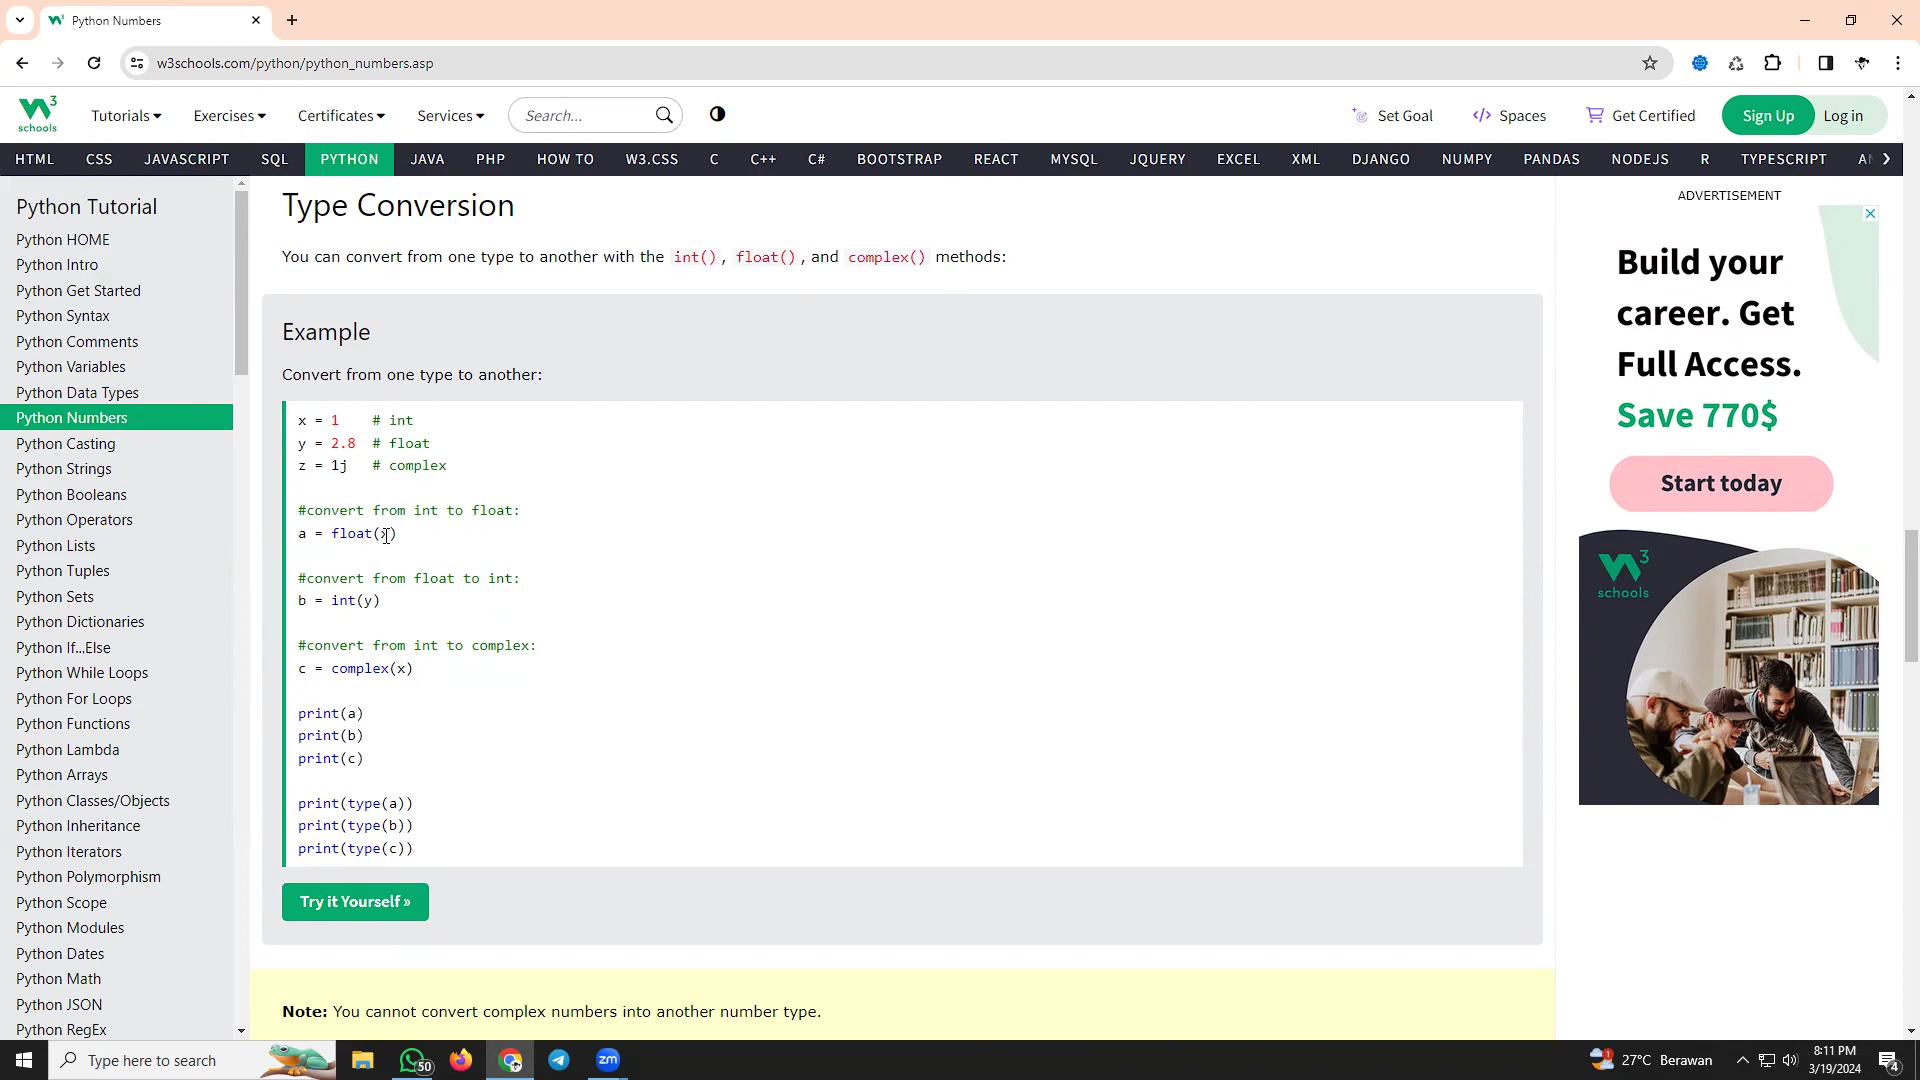 Python Numbers
w3schools.com/python/python_numbers.asp
W3 schools
Tutorials
Exercises
Certificates
Services
Search...
Set Goal
Spaces
Get Certified
Sign Up
Log in
HTML CSS JAVASCRIPT SQL PYTHON JAVA PHP HOW TO W3.CSS C C++ C# BOOTSTRAP REACT MYSQL JQUERY EXCEL XML DJANGO NUMPY PANDAS NODEJS R TYPESCRIPT
Python Tutorial
Python HOME
Python Intro
Python Get Started
Python Syntax
Python Comments
Python Variables
Python Data Types
Python Numbers
Python Casting
Python Strings
Python Booleans
Python Operators
Python Lists
Python Tuples
Python Sets
Python Dictionaries
Python If...Else
Python While Loops
Python For Loops
Python Functions
Python Lambda
Python Arrays
Python Classes/Objects
Python Inheritance
Python Iterators
Python Polymorphism
Python Scope
Python Modules
Python Dates
Python Math
Python JSON
Python RegEx
Type Conversion
You can convert from one type to another with the int(), float(), and complex() methods:
Example
Convert from one type to another:
x = 1    # int
y = 2.8  # float
z = 1j   # complex
#convert from int to float:
a = float(x)
#convert from float to int:
b = int(y)
#convert from int to complex:
c = complex(x)
print(a)
print(b)
print(c)
print(type(a))
print(type(b))
print(type(c))
Try it Yourself »
Note: You cannot convert complex numbers into another number type.
ADVERTISEMENT
Build your
career. Get
Full Access.
Save 770$
Start today
W3
schools
Type here to search
50
zm
1
27°C Berawan
8:11 PM
3/19/2024
4